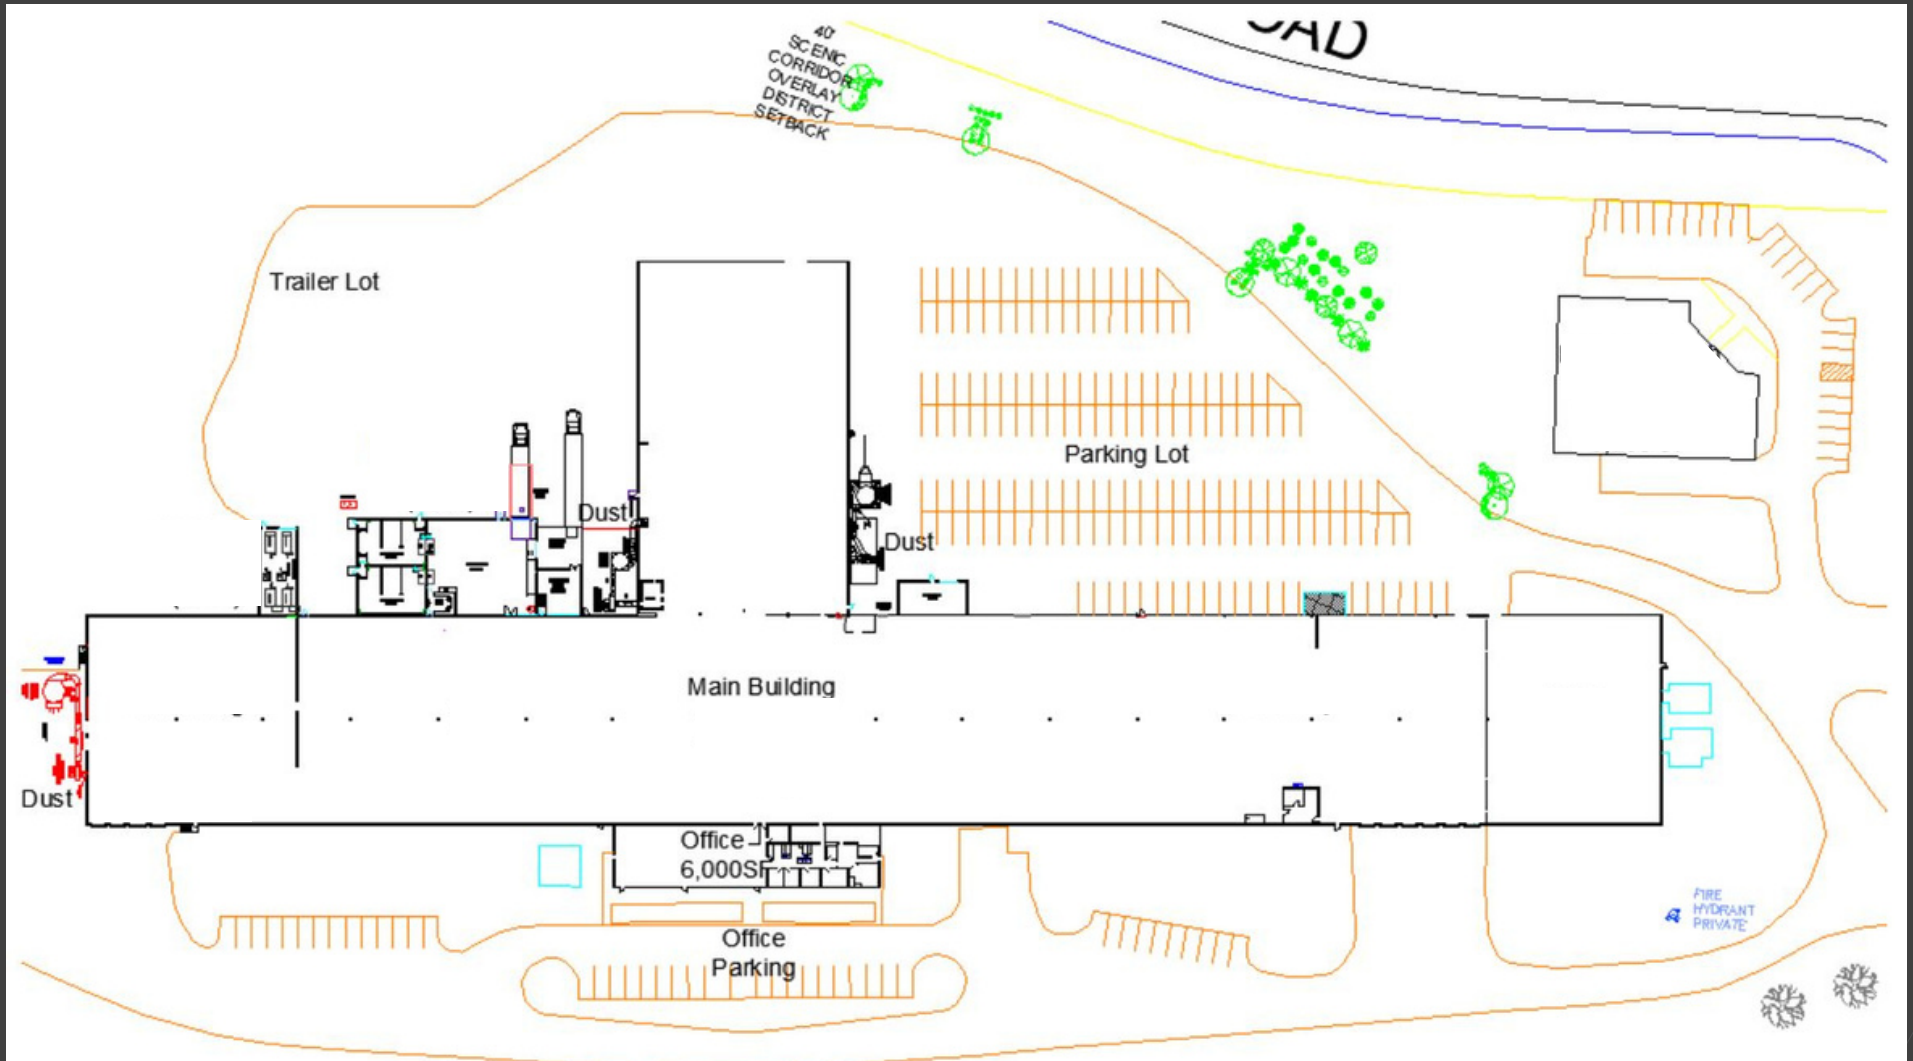 OAD
40'
SCENIC
CORRIDOR
OVERLAY
DISTRICT
SETBACK
Trailer Lot
Parking Lot
Dust
Dust
Main Building
Dust
Office
6,000SF
FIRE
HYDRANT
PRIVATE
Office
Parking